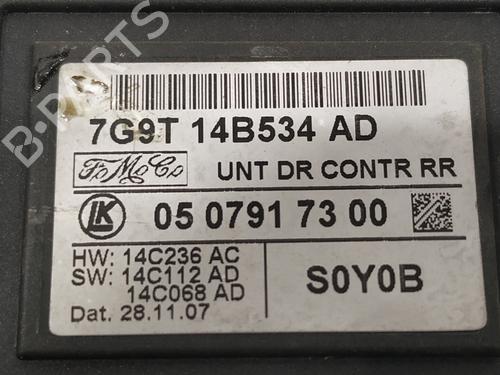 B-PARTS
7G9T 14B534 AD
FoMoCo UNT DR CONTR RR
LK 05 0791 73 00
HW: 14C236 AC
SW: 14C112 AD
14C068 AD
Dat. 28.11.07
S0Y0B